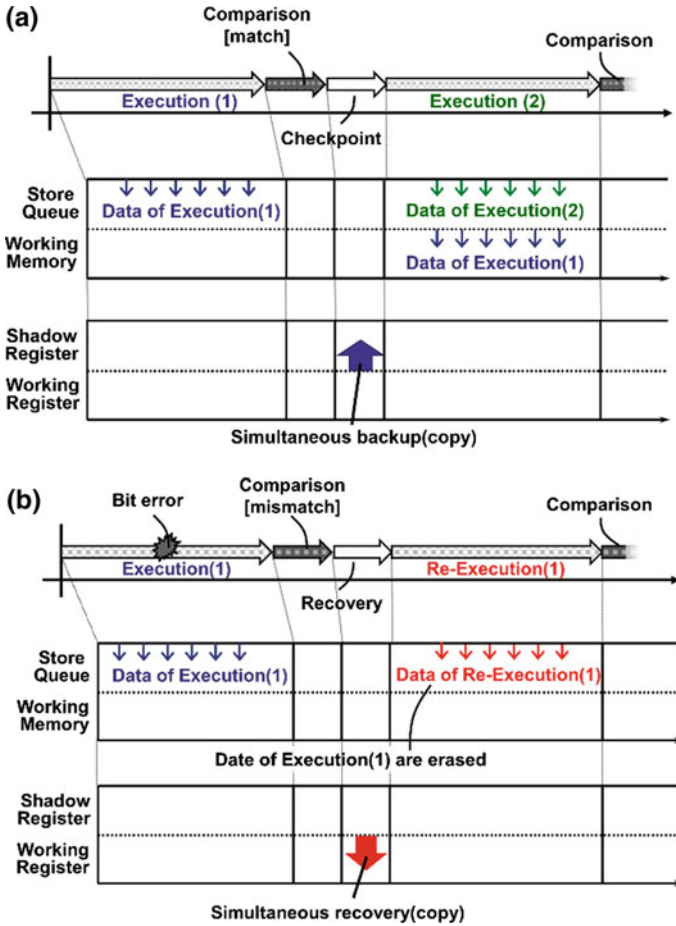 (a)
Comparison
[match]
Comparison
Execution (1)
Execution (2)
Checkpoint
Store
Queue
Data of Execution(1)
Data of Execution(2)
Working
Memory
Data of Execution(1)
Shadow
Register
Working
Register
Simultaneous backup(copy)
(b)
Bit error
Comparison
[mismatch]
Comparison
Execution(1)
Re-Execution(1)
Recovery
Store
Queue
Data of Execution(1)
Data of Re-Execution(1)
Working
Memory
Date of Execution(1) are erased
Shadow
Register
Working
Register
Simultaneous recovery(copy)